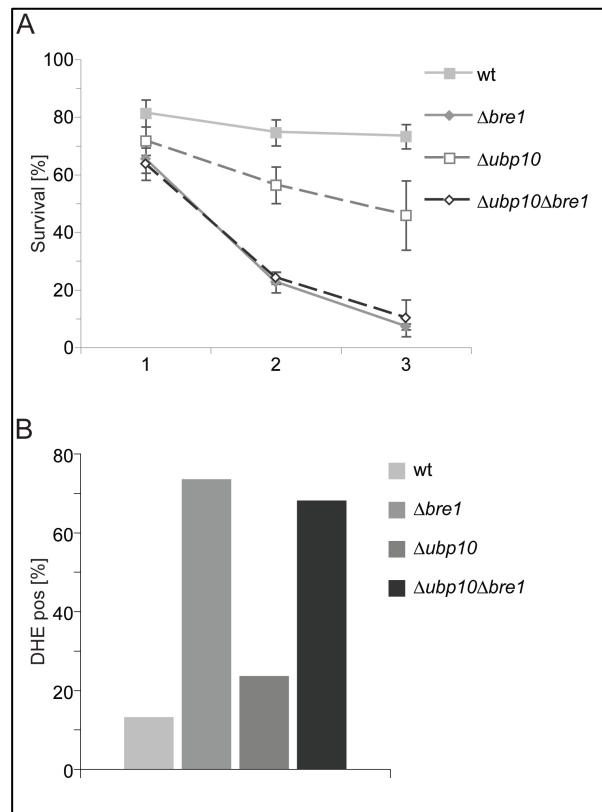 A
Survival [%]
100
80
60
40
20
0
1 2 3
wt
Δbre1
Δubp10
Δubp10Δbre1
B
DHE pos [%]
80
60
40
20
0
wt
Δbre1
Δubp10
Δubp10Δbre1